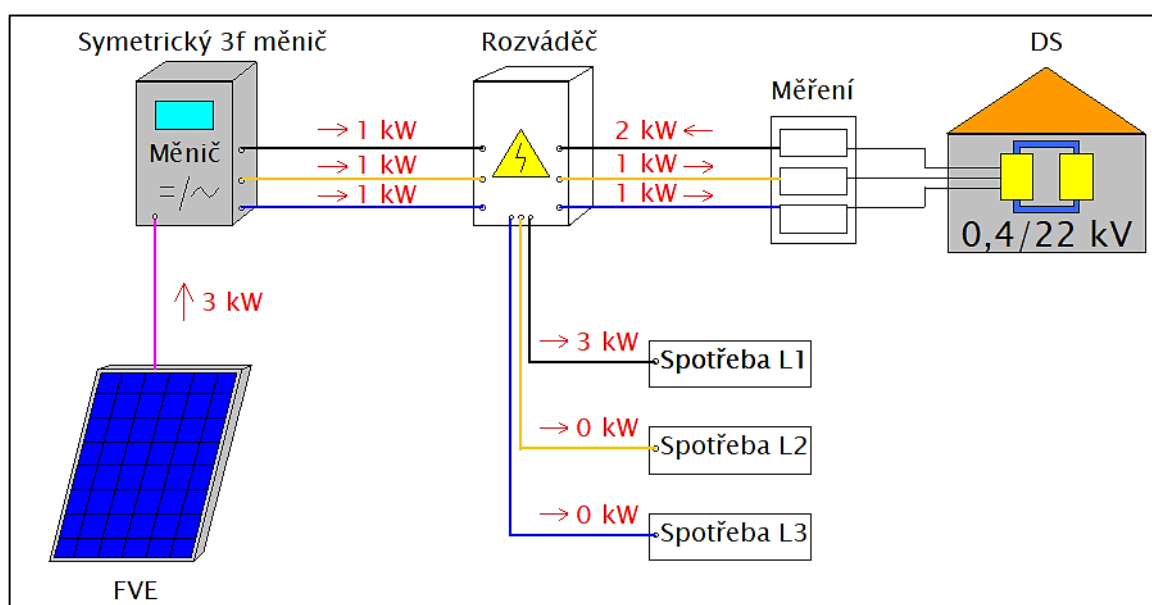 Symetrický 3f měnič
Rozváděč
DS
Měření
Měnič
=/~
→ 1 kW
→ 1 kW
→ 1 kW
2 kW ←
1 kW →
1 kW →
0,4/22 kV
↑ 3 kW
→ 3 kW
Spotřeba L1
→ 0 kW
Spotřeba L2
→ 0 kW
Spotřeba L3
FVE